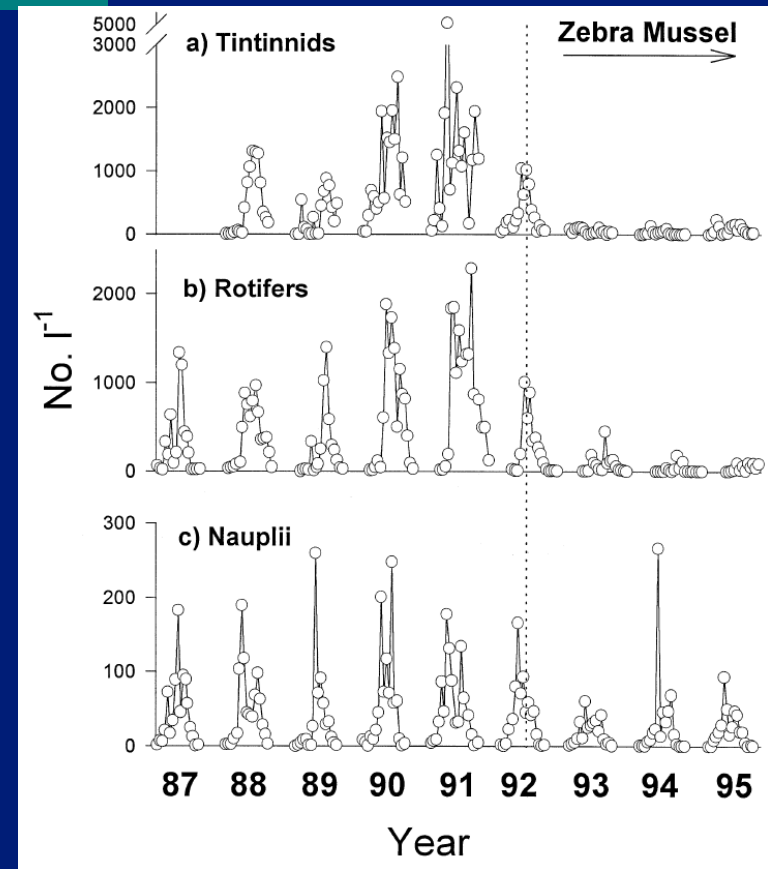 5000
3000
a) Tintinnids
Zebra Mussel
2000
1000
0
b) Rotifers
2000
1000
0
No. l⁻¹
300
c) Nauplii
200
100
0
87 88 89 90 91 92 93 94 95
Year